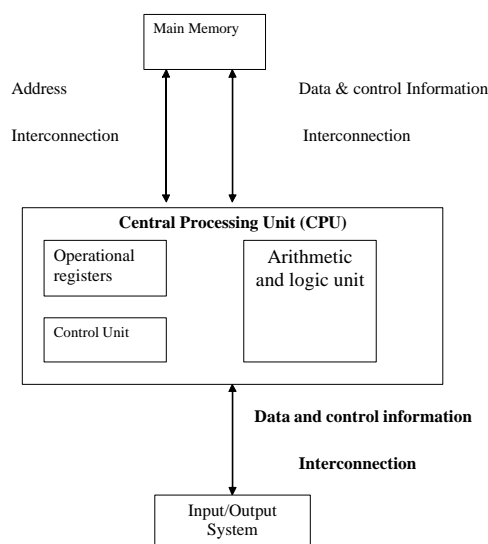 Main Memory
Address
Interconnection
Data & control Information
Interconnection
Central Processing Unit (CPU)
Operational
registers
Arithmetic
and logic unit
Control Unit
Data and control information
Interconnection
Input/Output
System